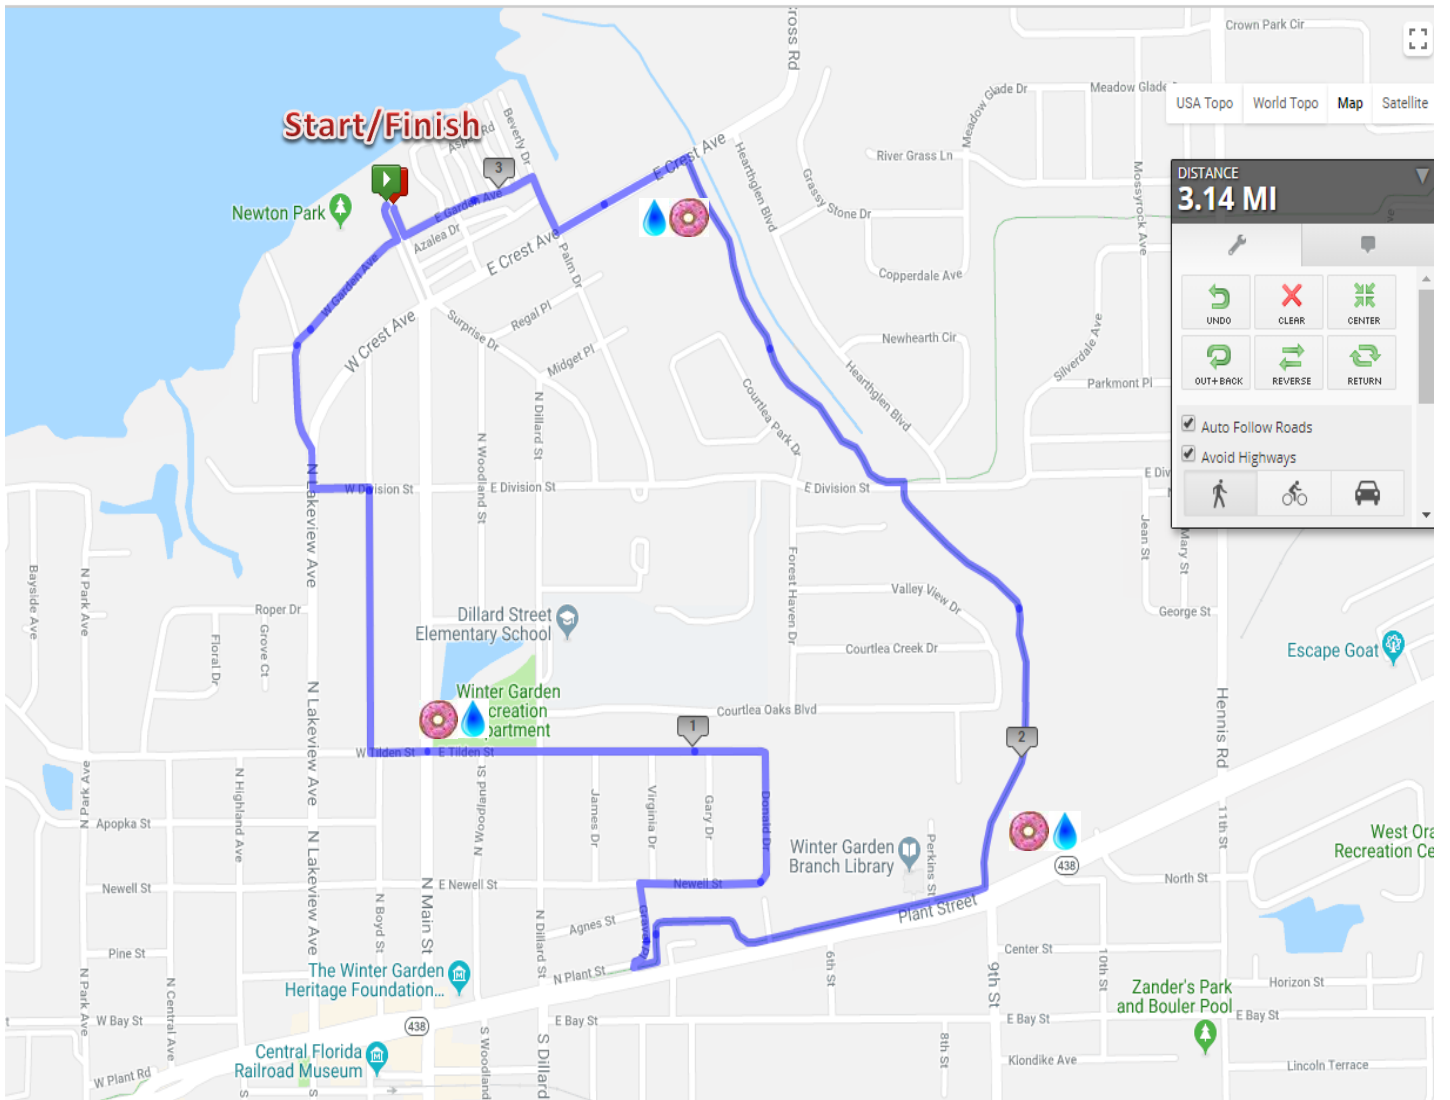 Crown Park Cir
Cross Rd
Meadow Glade Dr
Meadow Glade
USA Topo
World Topo
Map
Satellite
Start/Finish
Beverly Dr
3
E Crest Ave
Hearthglen Blvd
River Grass Ln
Mossyrock Ave
DISTANCE
3.14 MI
Newton Park
E Garden Ave
Azalea Dr
Grassy Stone Dr
E Crest Ave
Palm Dr
W Garden Ave
Copperdale Ave
UNDO
CLEAR
CENTER
W Crest Ave
Surprise Dr
Regal Pl
Midget Pl
Newhearth Cir
Hearthglen Blvd
Silverdale Ave
Parkmont Pl
OUT+BACK
REVERSE
RETURN
Courtlea Park Dr
N Dillard St
N Woodland St
Auto Follow Roads
Avoid Highways
N Lakeview Ave
W Division St
E Division St
E Division St
E Div
Jean St
Mary St
Bayside Ave
N Park Ave
Forest Haven Dr
Valley View Dr
Roper Dr
Grove Ct
Floral Dr
George St
Dillard Street
Elementary School
Courtlea Creek Dr
Escape Goat
Winter Garden
creation
partment
Courtlea Oaks Blvd
N Lakeview Ave
Hennis Rd
1
2
W Tilden St
E Tilden St
N Park Ave
N Highland Ave
N Woodland St
James Dr
Virginia Dr
Gary Dr
Donald Dr
Apopka St
N Lakeview Ave
Winter Garden
Branch Library
Perkins St
11th St
West Ora
Recreation Ce
438
North St
Newell St
E Newell St
Newell St
N Boyd St
N Main St
N Dillard St
Agnes St
Plant Street
Pine St
N Plant St
6th St
Center St
10th St
9th St
The Winter Garden
Heritage Foundation...
N Park Ave
N Central Ave
Zander's Park
and Bouler Pool
Horizon St
W Bay St
438
E Bay St
E Bay St
E Bay St
Central Florida
Railroad Museum
S Woodland
S Dillard
8th St
Klondike Ave
Lincoln Terrace
W Plant Rd
S
S
S